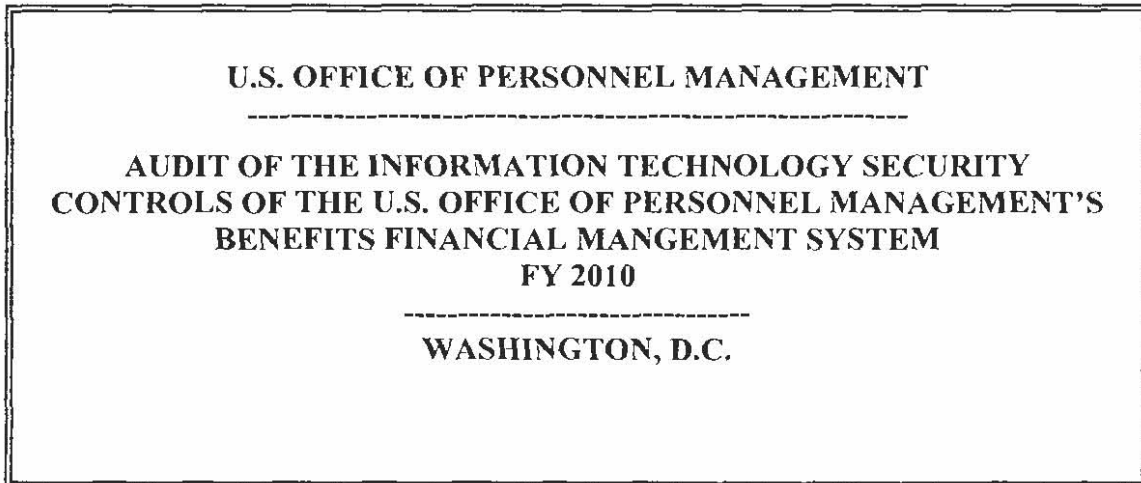 U.S. OFFICE OF PERSONNEL MANAGEMENT
------------------------------------------------------------
AUDIT OF THE INFORMATION TECHNOLOGY SECURITY
CONTROLS OF THE U.S. OFFICE OF PERSONNEL MANAGEMENT'S
BENEFITS FINANCIAL MANGEMENT SYSTEM
FY 2010
--------------------------------
WASHINGTON, D.C.